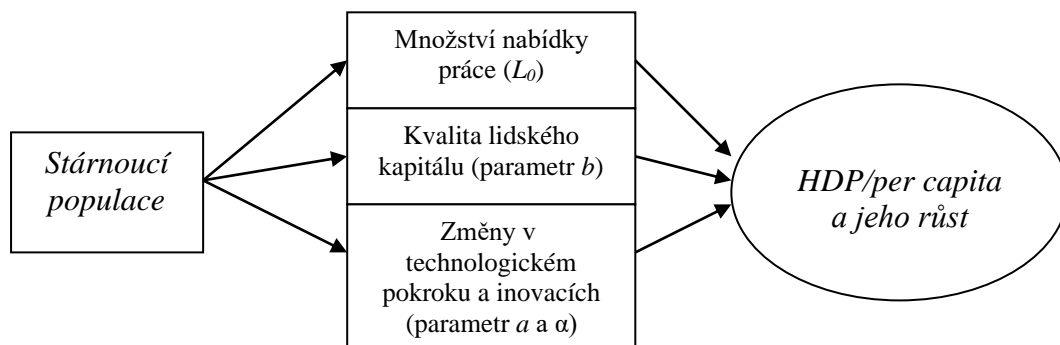 Stárnoucí
populace
Množství nabídky
práce (L₀)
Kvalita lidského
kapitálu (parametr b)
Změny v
technologickém
pokroku a inovacích
(parametr a a α)
HDP/per capita
a jeho růst